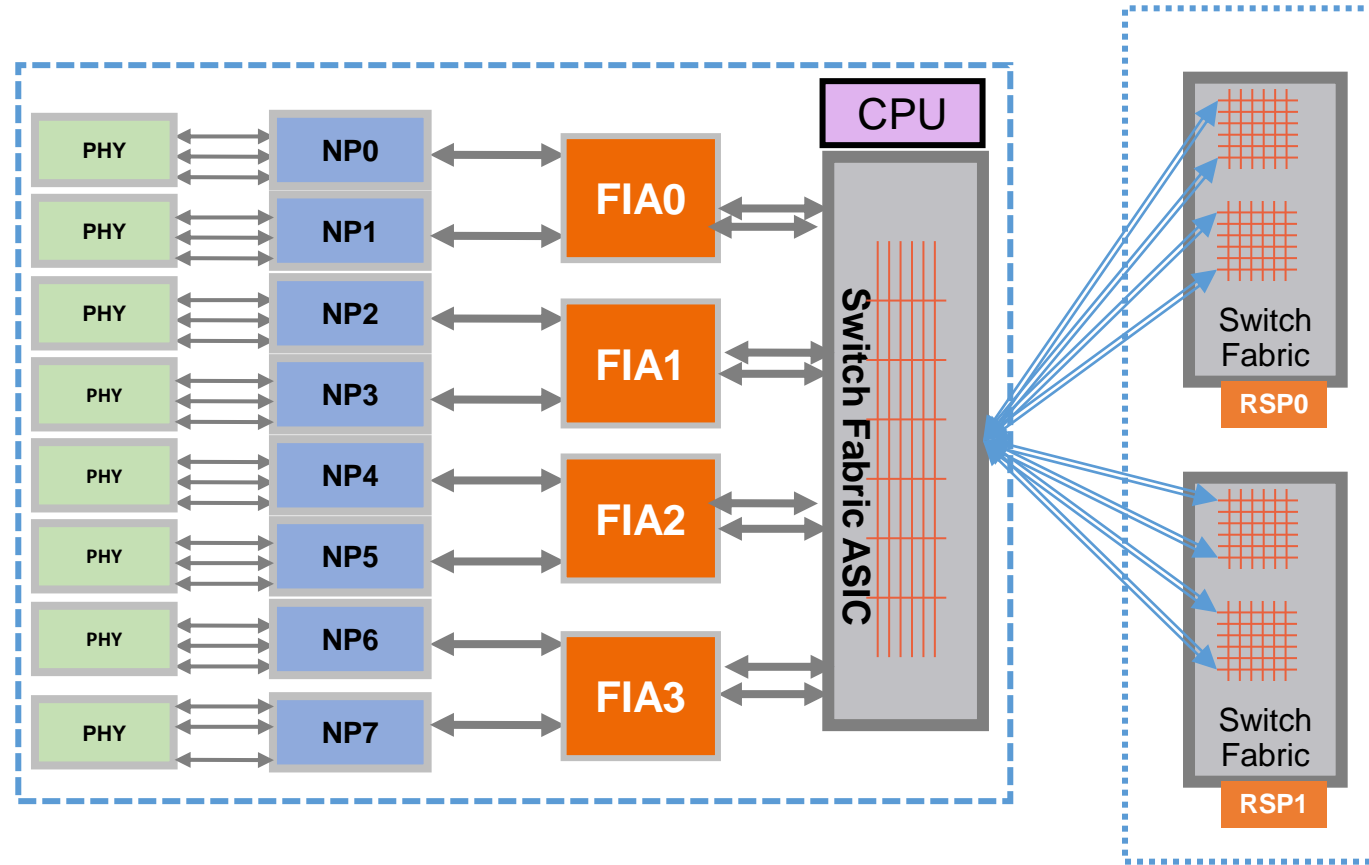 CPU
PHY
NP0
PHY
NP1
FIA0
PHY
NP2
PHY
NP3
FIA1
PHY
NP4
PHY
NP5
FIA2
PHY
NP6
PHY
NP7
FIA3
Switch Fabric ASIC
Switch
Fabric
RSP0
Switch
Fabric
RSP1